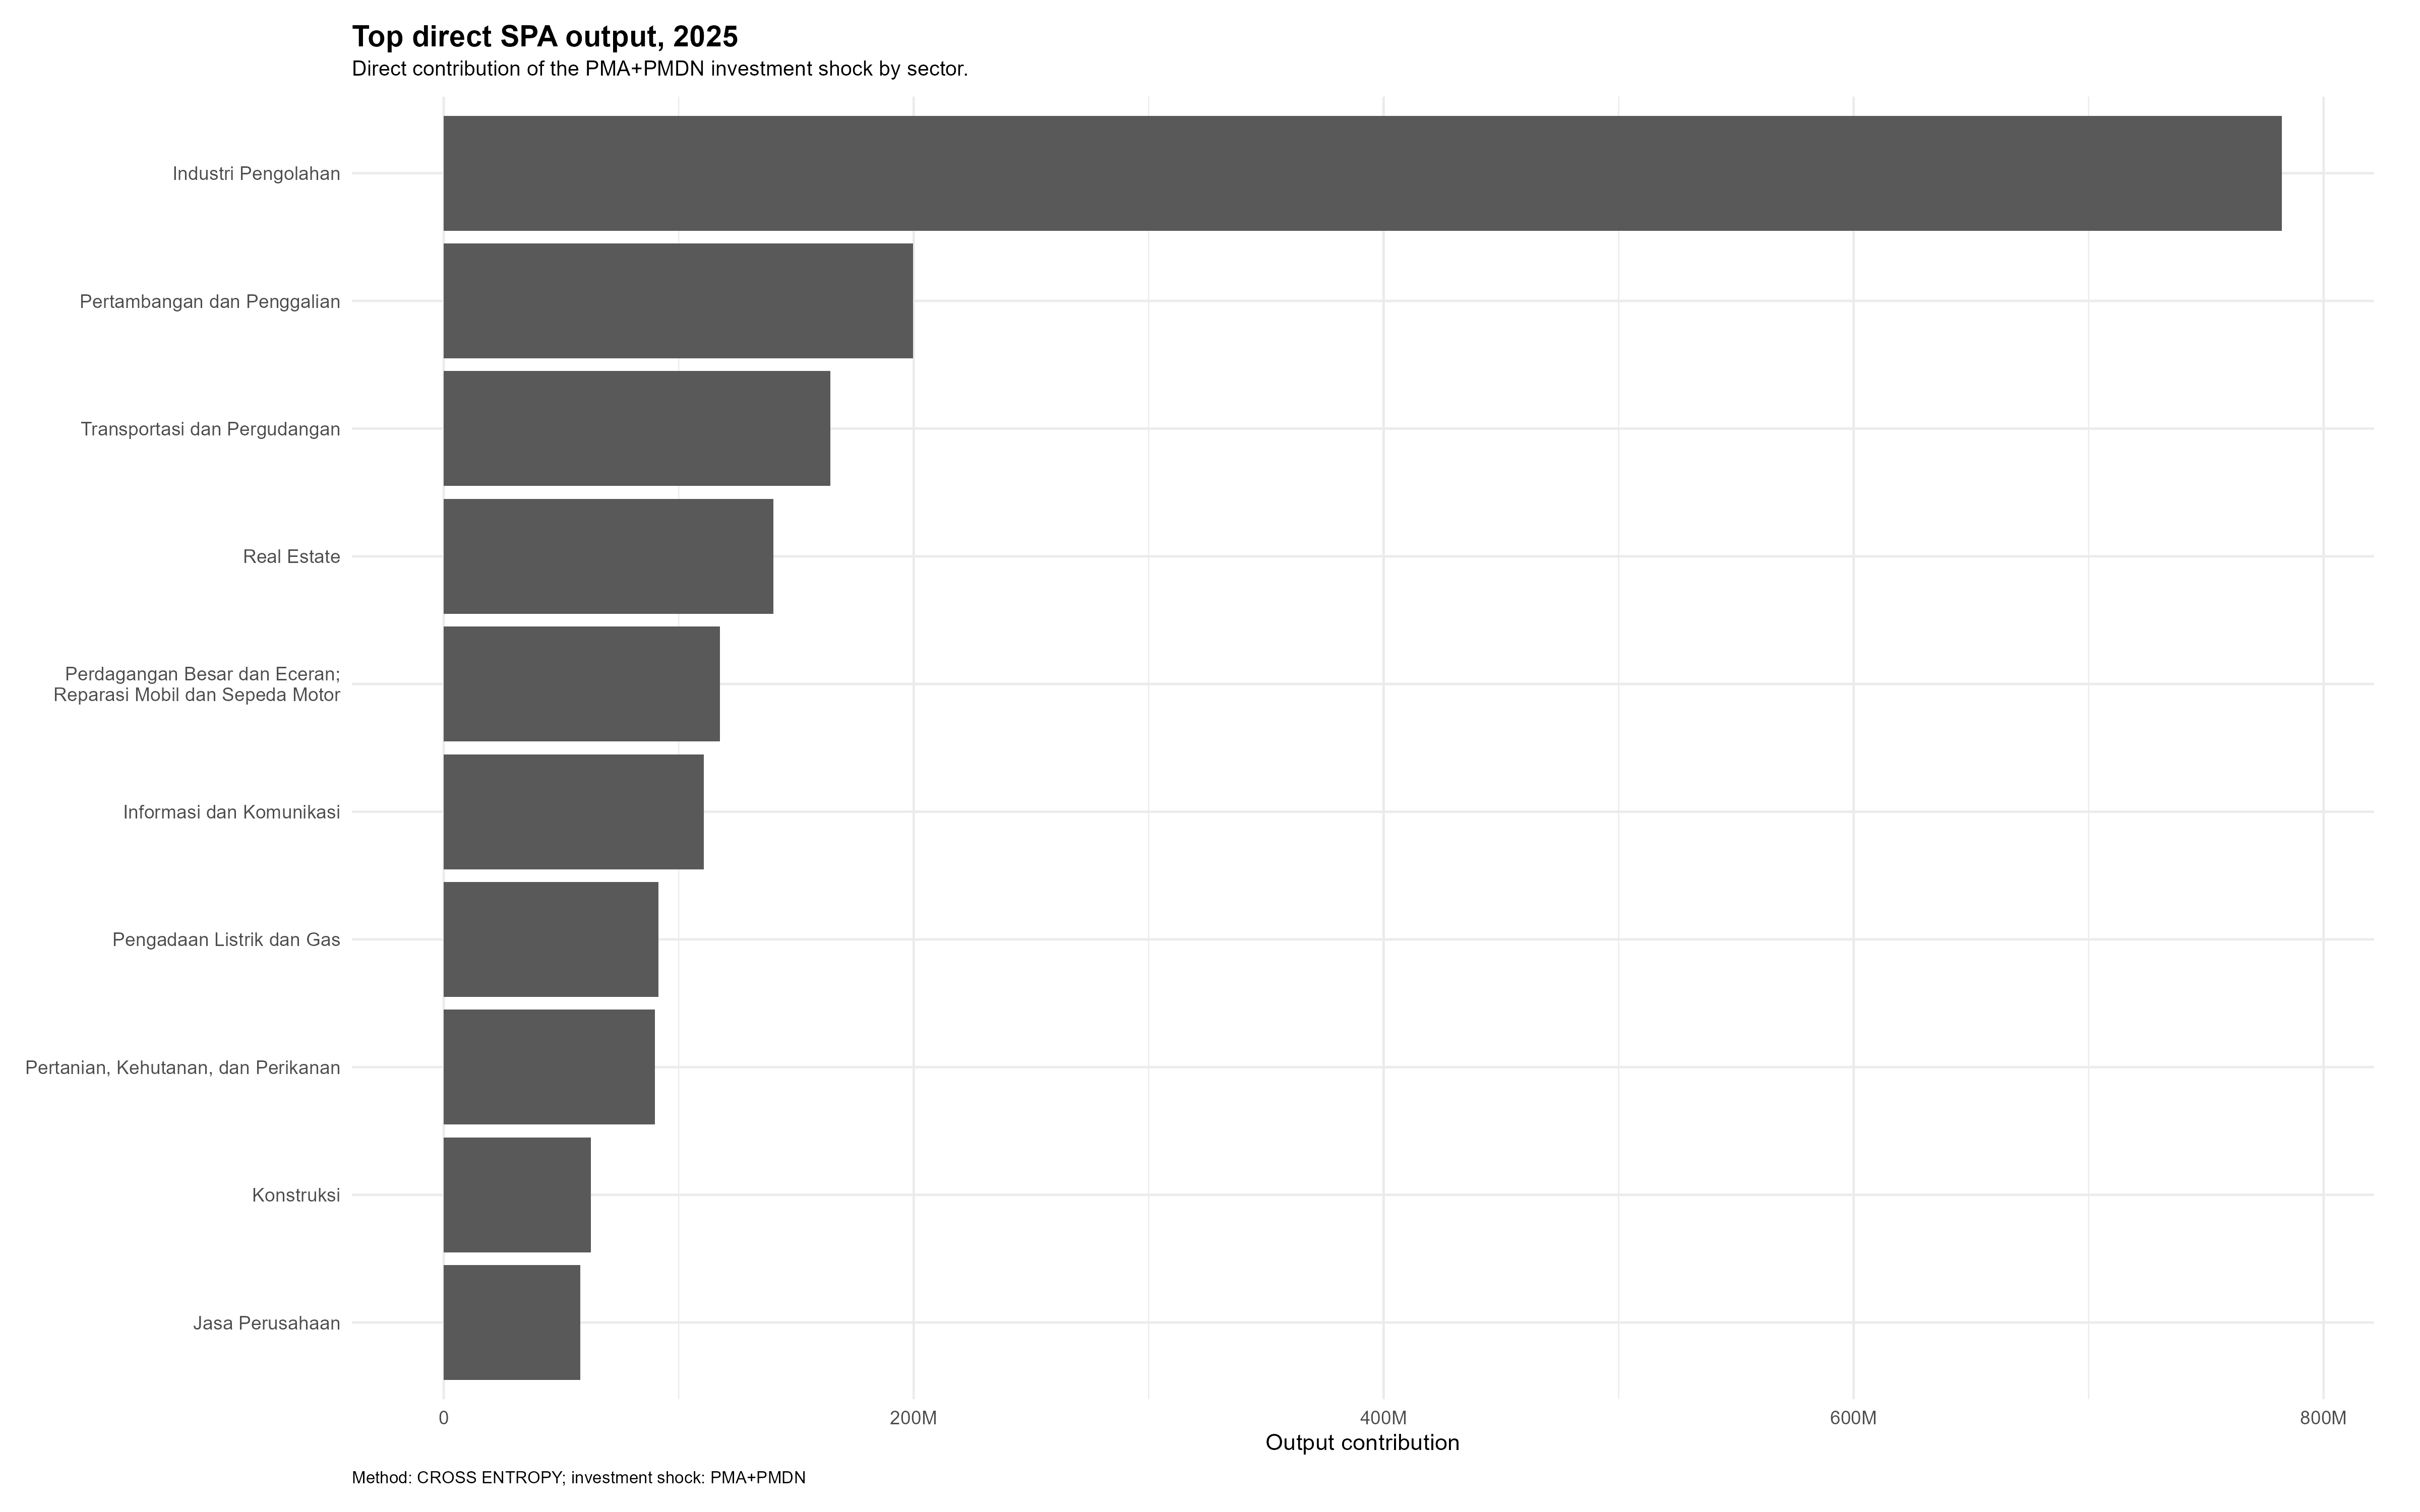 Top direct SPA output, 2025
Direct contribution of the PMA+PMDN investment shock by sector.
Industri Pengolahan
Pertambangan dan Penggalian
Transportasi dan Pergudangan
Real Estate
Perdagangan Besar dan Eceran;
Reparasi Mobil dan Sepeda Motor
Informasi dan Komunikasi
Pengadaan Listrik dan Gas
Pertanian, Kehutanan, dan Perikanan
Konstruksi
Jasa Perusahaan
0 200M 400M 600M 800M
Output contribution
Method: CROSS ENTROPY; investment shock: PMA+PMDN